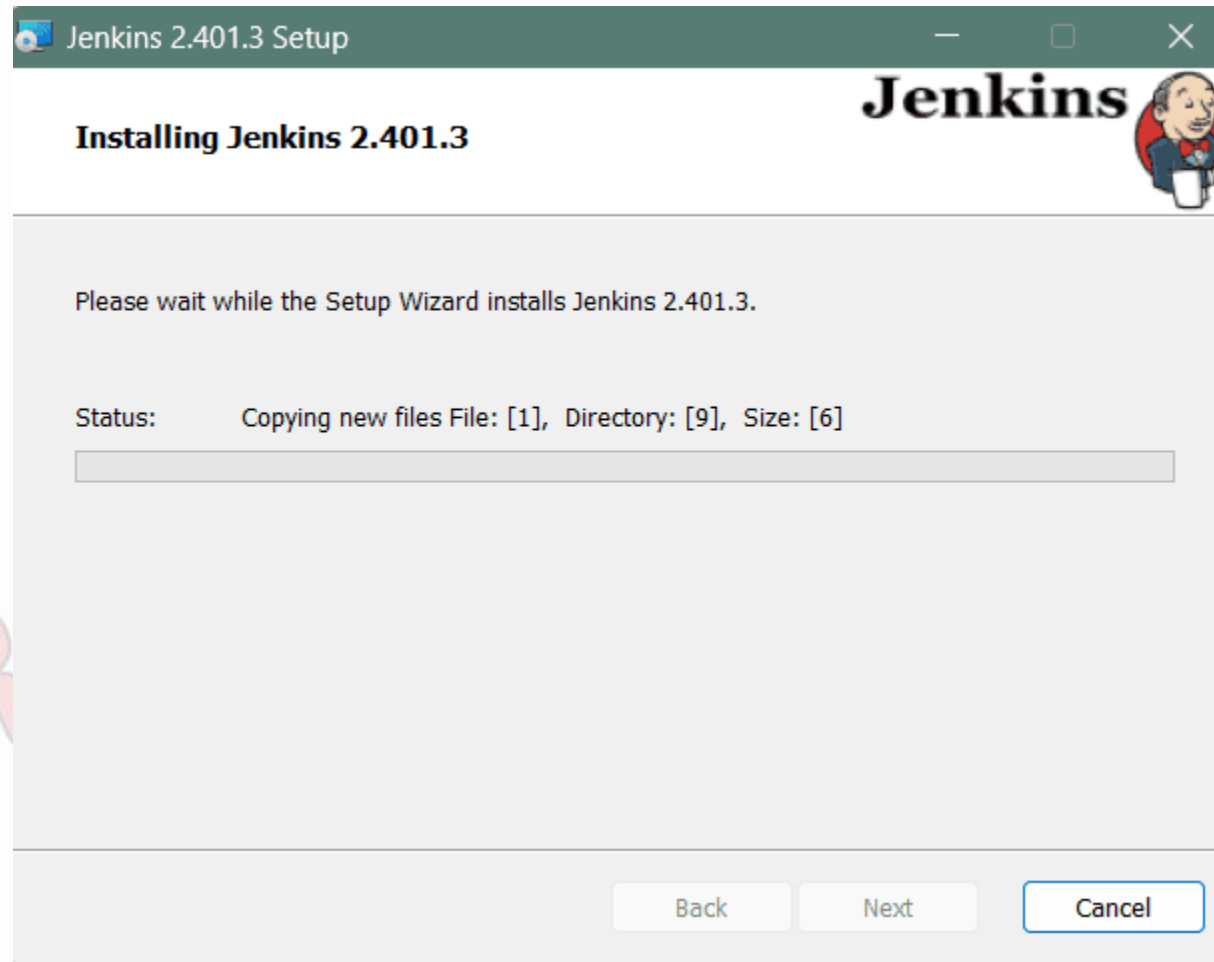 Jenkins 2.401.3 Setup
Jenkins
Installing Jenkins 2.401.3
Please wait while the Setup Wizard installs Jenkins 2.401.3.
Status: Copying new files File: [1], Directory: [9], Size: [6]
Back Next Cancel